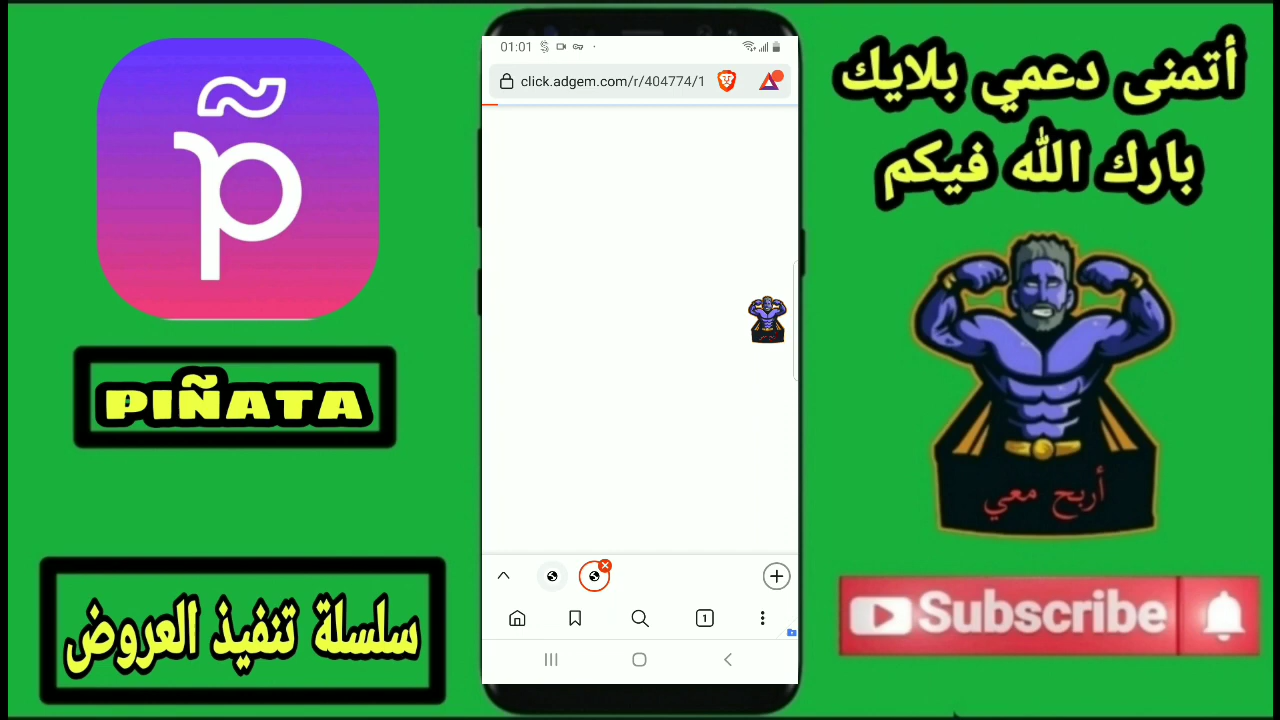 PIÑATA
سلسلة تنفيذ العروض
01:01
click.adgem.com/r/404774/1
1
أتمنى دعمي بلايك
بارك الله فيكم
أربح معي
Subscribe